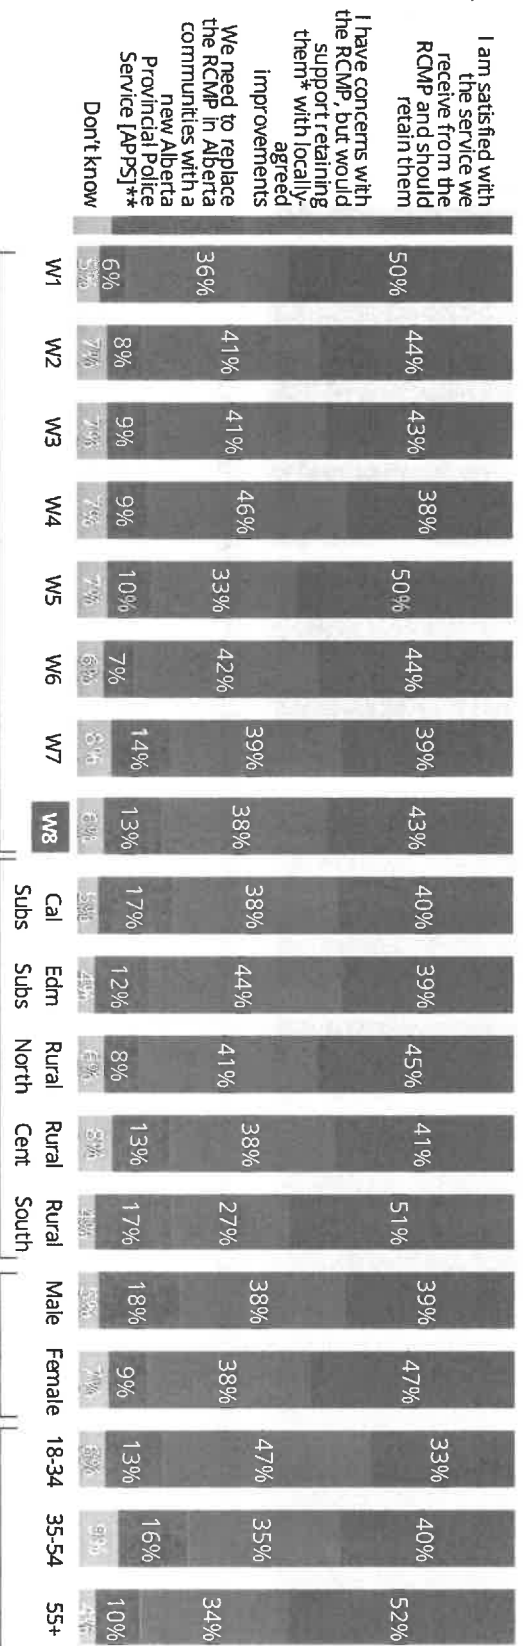 I am satisfied with
the service we
receive from the
RCMP and should
retain them
I have concerns with
the RCMP, but would
support retaining
them* with locally-
agreed
improvements
We need to replace
the RCMP in Alberta
communities with a
new Alberta
Provincial Police
Service [APPS]**
Don't know
50% 44% 43% 38% 50% 44% 39% 43% 40% 39% 45% 41% 51% 39% 47% 33% 40% 52%
36% 41% 41% 46% 33% 42% 39% 38% 38% 44% 41% 38% 27% 38% 38% 47% 35% 34%
6% 8% 9% 9% 10% 7% 14% 13% 17% 12% 8% 13% 17% 18% 9% 13% 16% 10%
7% 7% 7% 7% 6% 8% 6% 5% 4% 6% 8% 4% 7%
W1 W2 W3 W4 W5 W6 W7 W8 Cal Edm Rural Rural Rural Male Female 18-34 35-54 55+
Subs Subs North Cent South